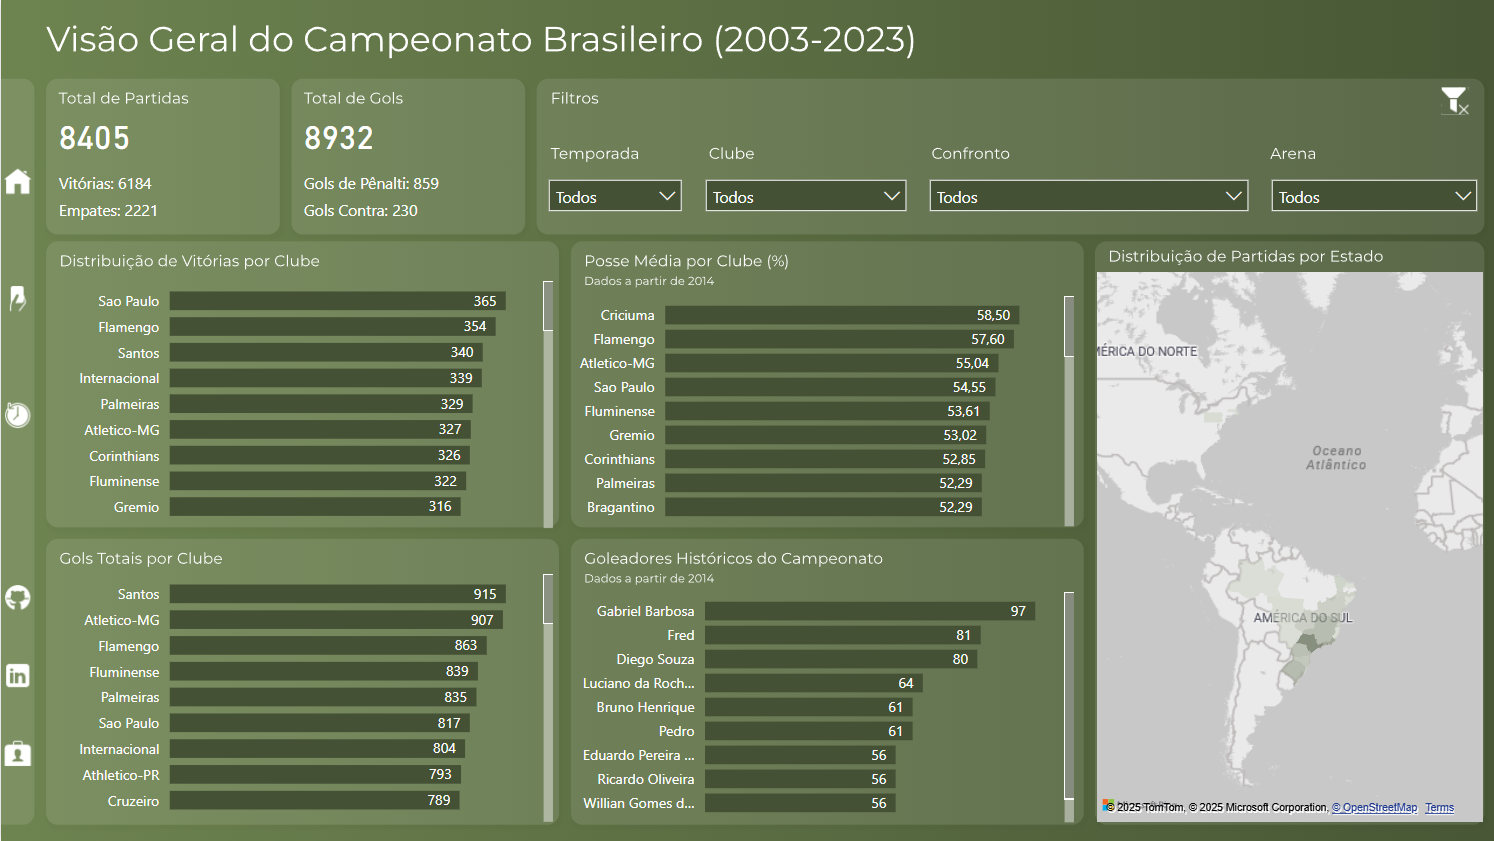 Visão Geral do Campeonato Brasileiro (2003-2023)
Total de Partidas
8405
Vitórias: 6184
Empates: 2221
Total de Gols
8932
Gols de Pênalti: 859
Gols Contra: 230
Filtros
Temporada
Todos
Clube
Todos
Confronto
Todos
Arena
Todos
Distribuição de Vitórias por Clube
Sao Paulo 365
Flamengo 354
Santos 340
Internacional 339
Palmeiras 329
Atletico-MG 327
Corinthians 326
Fluminense 322
Gremio 316
Posse Média por Clube (%)
Dados a partir de 2014
Criciuma 58,50
Flamengo 57,60
Atletico-MG 55,04
Sao Paulo 54,55
Fluminense 53,61
Gremio 53,02
Corinthians 52,85
Palmeiras 52,29
Bragantino 52,29
Distribuição de Partidas por Estado
MÉRICA DO NORTE
Oceano
Atlântico
AMÉRICA DO SUL
© 2025 TomTom, © 2025 Microsoft Corporation, © OpenStreetMap Terms
Gols Totais por Clube
Santos 915
Atletico-MG 907
Flamengo 863
Fluminense 839
Palmeiras 835
Sao Paulo 817
Internacional 804
Athletico-PR 793
Cruzeiro 789
Goleadores Históricos do Campeonato
Dados a partir de 2014
Gabriel Barbosa 97
Fred 81
Diego Souza 80
Luciano da Roch... 64
Bruno Henrique 61
Pedro 61
Eduardo Pereira ... 56
Ricardo Oliveira 56
Willian Gomes d... 56
in